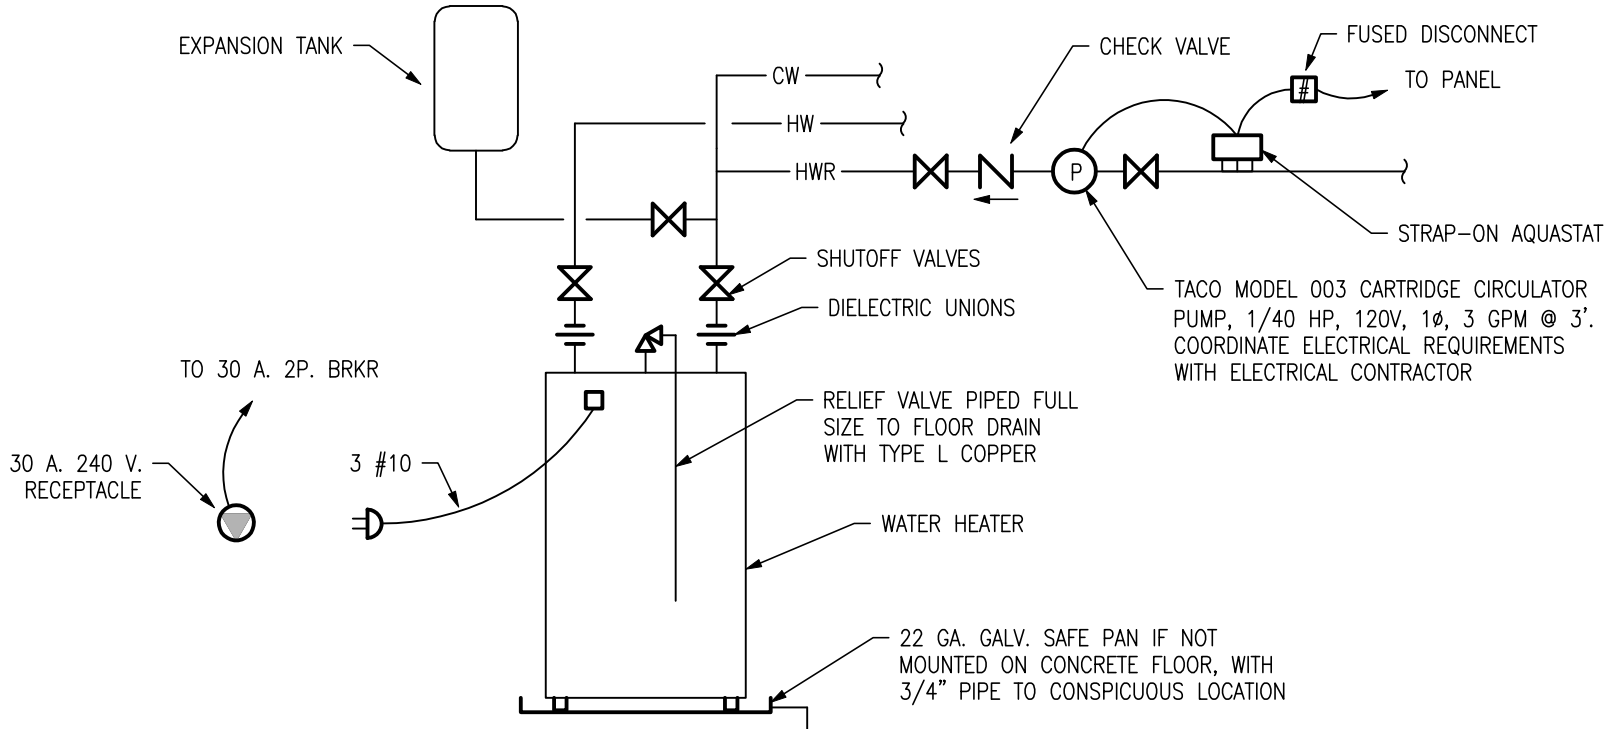 EXPANSION TANK
CW
HW
HWR
CHECK VALVE
FUSED DISCONNECT
#
TO PANEL
P
STRAP-ON AQUASTAT
SHUTOFF VALVES
DIELECTRIC UNIONS
TACO MODEL 003 CARTRIDGE CIRCULATOR
PUMP, 1/40 HP, 120V, 1ø, 3 GPM @ 3'.
COORDINATE ELECTRICAL REQUIREMENTS
WITH ELECTRICAL CONTRACTOR
TO 30 A. 2P. BRKR
30 A. 240 V.
RECEPTACLE
3 #10
RELIEF VALVE PIPED FULL
SIZE TO FLOOR DRAIN
WITH TYPE L COPPER
WATER HEATER
22 GA. GALV. SAFE PAN IF NOT
MOUNTED ON CONCRETE FLOOR, WITH
3/4" PIPE TO CONSPICUOUS LOCATION